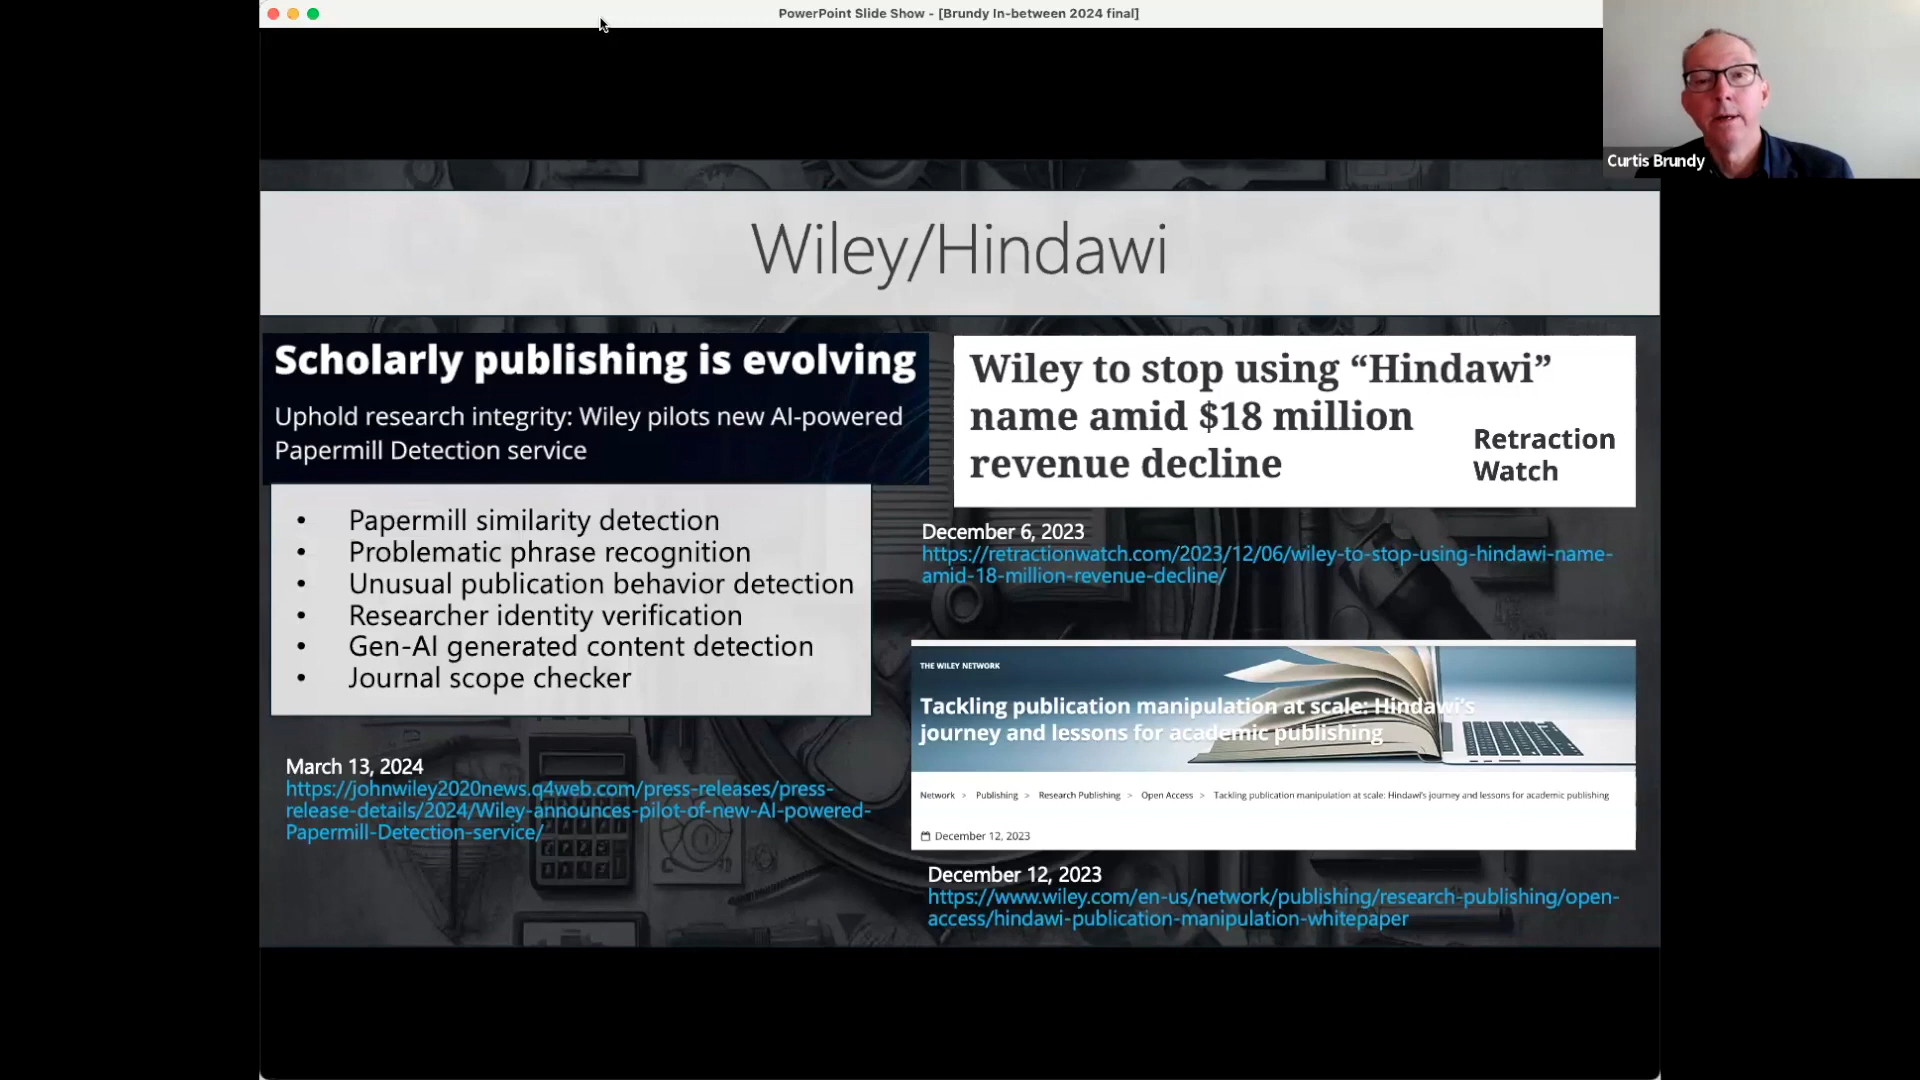 PowerPoint Slide Show - [Brundy In-between 2024 final]
Curtis Brundy
Wiley/Hindawi
Scholarly publishing is evolving
Uphold research integrity: Wiley pilots new AI-powered
Papermill Detection service
• Papermill similarity detection
• Problematic phrase recognition
• Unusual publication behavior detection
• Researcher identity verification
• Gen-AI generated content detection
• Journal scope checker
March 13, 2024
https://johnwiley2020news.q4web.com/press-releases/press-
release-details/2024/Wiley-announces-pilot-of-new-AI-powered-
Papermill-Detection-service/
Wiley to stop using “Hindawi”
name amid $18 million
revenue decline
Retraction
Watch
December 6, 2023
https://retractionwatch.com/2023/12/06/wiley-to-stop-using-hindawi-name-
amid-18-million-revenue-decline/
THE WILEY NETWORK
Tackling publication manipulation at scale: Hindawi's
journey and lessons for academic publishing
Network > Publishing > Research Publishing > Open Access > Tackling publication manipulation at scale: Hindawi's journey and lessons for academic publishing
December 12, 2023
December 12, 2023
https://www.wiley.com/en-us/network/publishing/research-publishing/open-
access/hindawi-publication-manipulation-whitepaper